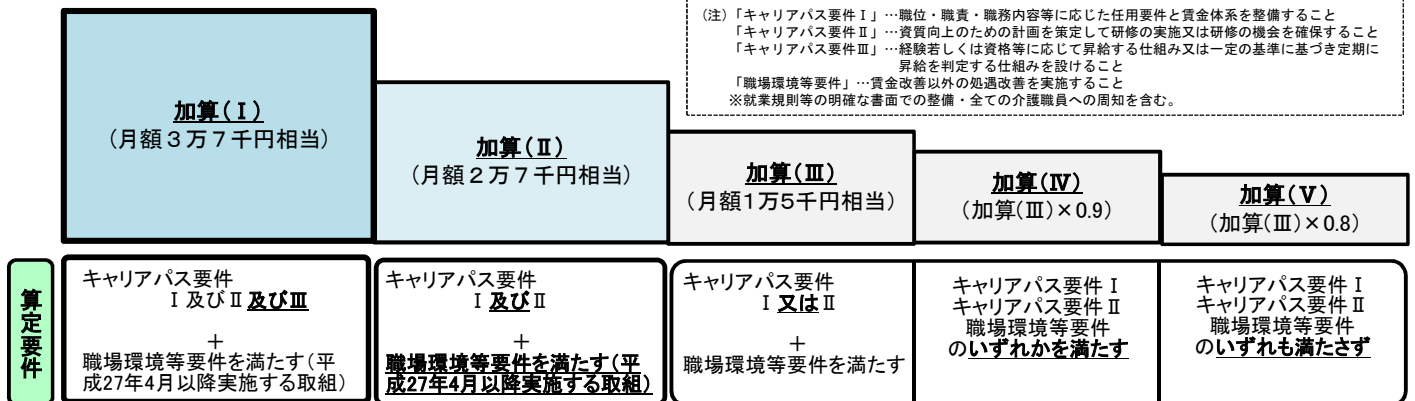 (注)「キャリアパス要件Ⅰ」…職位・職責・職務内容等に応じた任用要件と賃金体系を整備すること
「キャリアパス要件Ⅱ」…資質向上のための計画を策定して研修の実施又は研修の機会を確保すること
「キャリアパス要件Ⅲ」…経験若しくは資格等に応じて昇給する仕組み又は一定の基準に基づき定期に
昇給を判定する仕組みを設けること
「職場環境等要件」…賃金改善以外の処遇改善を実施すること
※就業規則等の明確な書面での整備・全ての介護職員への周知を含む。
加算(Ⅰ)
(月額３万７千円相当)
加算(Ⅱ)
(月額２万７千円相当)
加算(Ⅲ)
(月額1万5千円相当)
加算(Ⅳ)
(加算(Ⅲ)×0.9)
加算(Ⅴ)
(加算(Ⅲ)×0.8)
算定要件
キャリアパス要件
Ⅰ 及びⅡ 及びⅢ
+
職場環境等要件を満たす(平
成27年4月以降実施する取組)
キャリアパス要件
Ⅰ 及びⅡ
+
職場環境等要件を満たす(平
成27年4月以降実施する取組)
キャリアパス要件
Ⅰ 又はⅡ
+
職場環境等要件を満たす
キャリアパス要件Ⅰ
キャリアパス要件Ⅱ
職場環境等要件
のいずれかを満たす
キャリアパス要件Ⅰ
キャリアパス要件Ⅱ
職場環境等要件
のいずれも満たさず